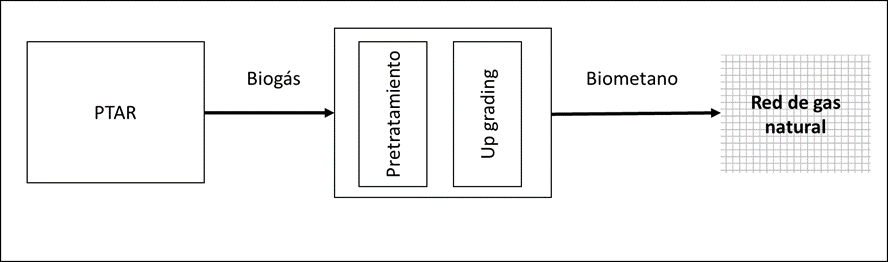 PTAR
Biogás
Pretratamiento
Up grading
Biometano
Red de gas
natural